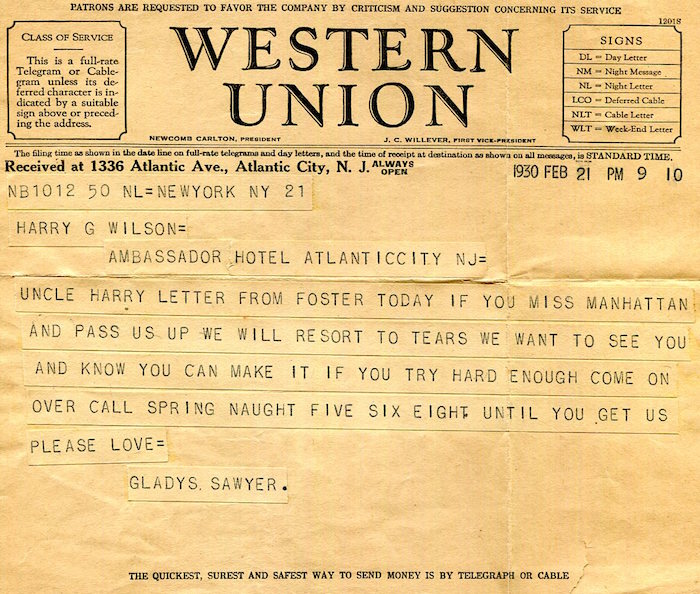 PATRONS ARE REQUESTED TO FAVOR THE COMPANY BY CRITICISM AND SUGGESTION CONCERNING ITS SERVICE
1201S
CLASS OF SERVICE
This is a full-rate
Telegram or Cable-
gram unless its de-
ferred character is in-
dicated by a suitable
sign above or preced-
ing the address.
WESTERN
UNION
NEWCOMB CARLTON, PRESIDENT
J. C. WILLEVER, FIRST VICE-PRESIDENT
SIGNS
DL = Day Letter
NM = Night Message
NL = Night Letter
LCO = Deferred Cable
NLT = Cable Letter
WLT = Week-End Letter
The filing time as shown in the date line on full-rate telegrams and day letters, and the time of receipt at destination as shown on all messages, is STANDARD TIME.
Received at 1336 Atlantic Ave., Atlantic City, N. J. ALWAYS OPEN
1930 FEB 21 PM 9 10
NB1012 50 NL=NEWYORK NY 21
HARRY G WILSON=
AMBASSADOR HOTEL ATLANTICCITY NJ=
UNCLE HARRY LETTER FROM FOSTER TODAY IF YOU MISS MANHATTAN
AND PASS US UP WE WILL RESORT TO TEARS WE WANT TO SEE YOU
AND KNOW YOU CAN MAKE IT IF YOU TRY HARD ENOUGH COME ON
OVER CALL SPRING NAUGHT FIVE SIX EIGHT UNTIL YOU GET US
PLEASE LOVE=
GLADYS SAWYER.
THE QUICKEST, SUREST AND SAFEST WAY TO SEND MONEY IS BY TELEGRAPH OR CABLE